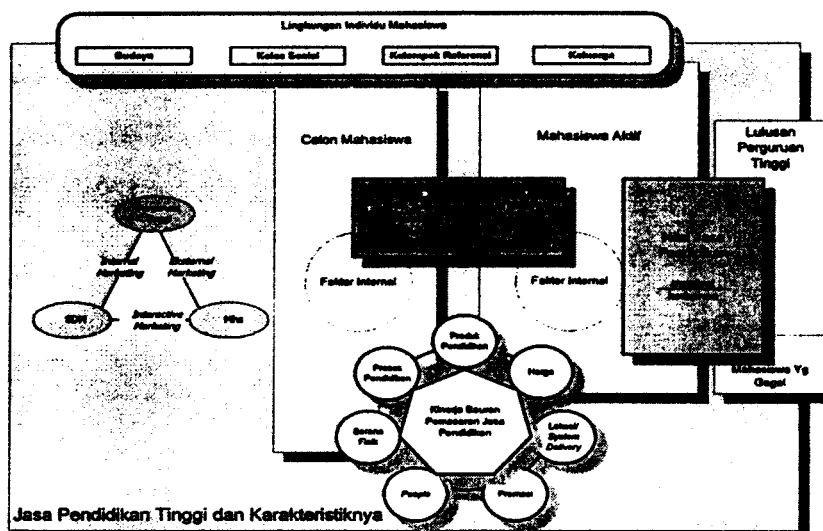 Lingkungan Individu Mahasiswa
Budaya
Kelas Sosial
Kelompok Referensi
Keluarga
Calon Mahasiswa
Mahasiswa Aktif
Lulusan
Perguruan
Tinggi
Internal
Marketing
External
Marketing
SDM
Interactive
Marketing
Mhs
Faktor Internal
Faktor Internal
Produk
Pendidikan
Proses
Pendidikan
Harga
Kinerja Bauran
Pemasaran Jasa
Pendidikan
Sarana
Fisik
Lokasi/
System
Delivery
People
Promosi
Mahasiswa Yg
Gagal
Jasa Pendidikan Tinggi dan Karakteristiknya